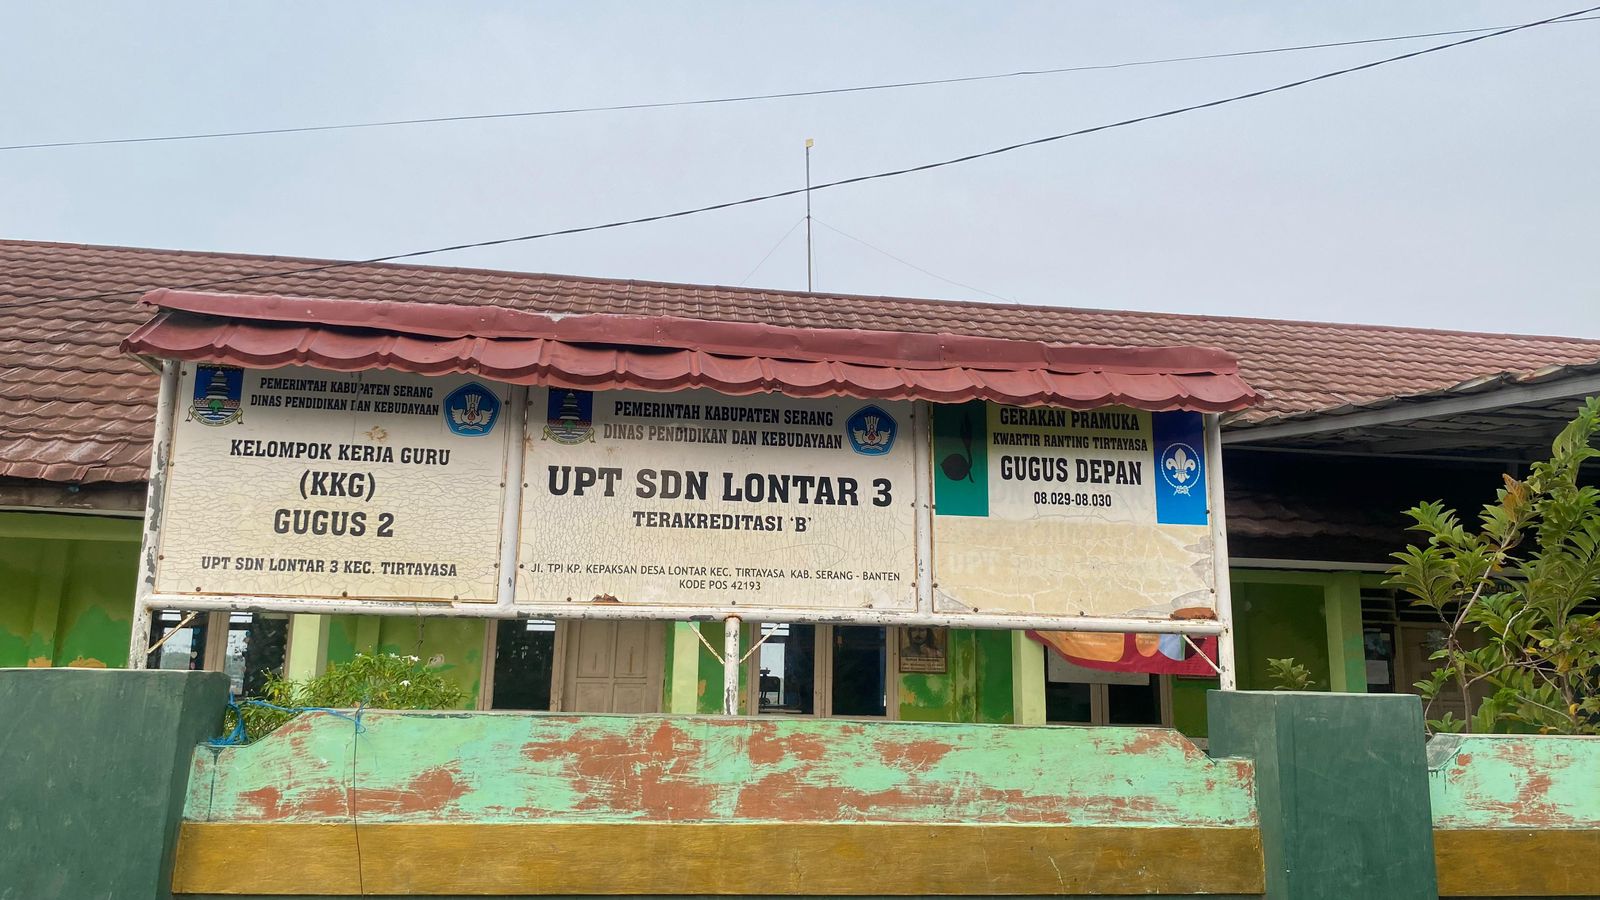 PEMERINTAH KABUPATEN SERANG
DINAS PENDIDIKAN DAN KEBUDAYAAN
KELOMPOK KERJA GURU
(KKG)
GUGUS 2
UPT SDN LONTAR 3 KEC. TIRTAYASA
PEMERINTAH KABUPATEN SERANG
DINAS PENDIDIKAN DAN KEBUDAYAAN
UPT SDN LONTAR 3
TERAKREDITASI 'B'
Jl. TPI KP. KEPAKSAN DESA LONTAR KEC. TIRTAYASA KAB. SERANG - BANTEN
KODE POS 42193
GERAKAN PRAMUKA
KWARTIR RANTING TIRTAYASA
GUGUS DEPAN
08.029-08.030